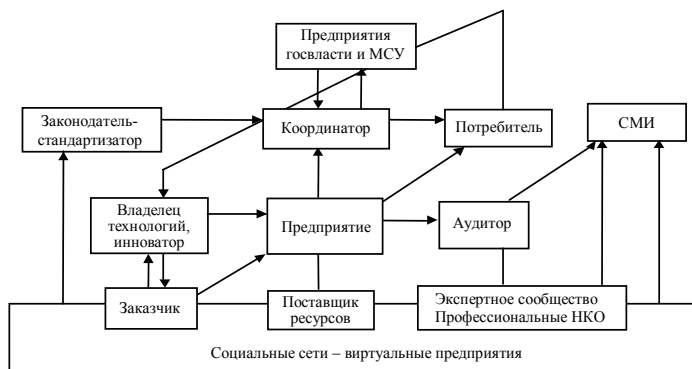 Предприятия
госвласти и МСУ
Законодатель-
стандартизатор
Координатор
Потребитель
СМИ
Владелец
технологий,
инноватор
Предприятие
Аудитор
Заказчик
Поставщик
ресурсов
Экспертное сообщество
Профессиональные НКО
Социальные сети – виртуальные предприятия